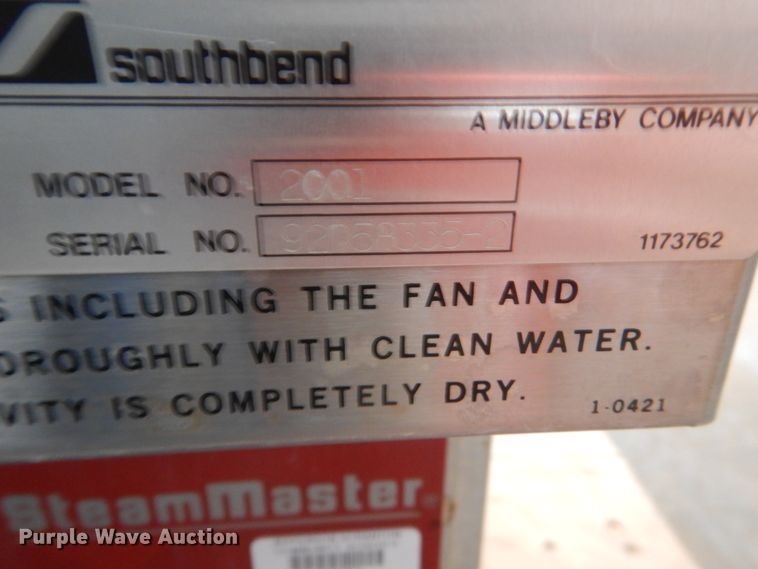 southbend
A MIDDLEBY COMPANY
MODEL NO. 2001
SERIAL NO.
1173762
INCLUDING THE FAN AND
OROUGHLY WITH CLEAN WATER.
VITY IS COMPLETELY DRY.
1-0421
SteamMaster
Purple Wave Auction